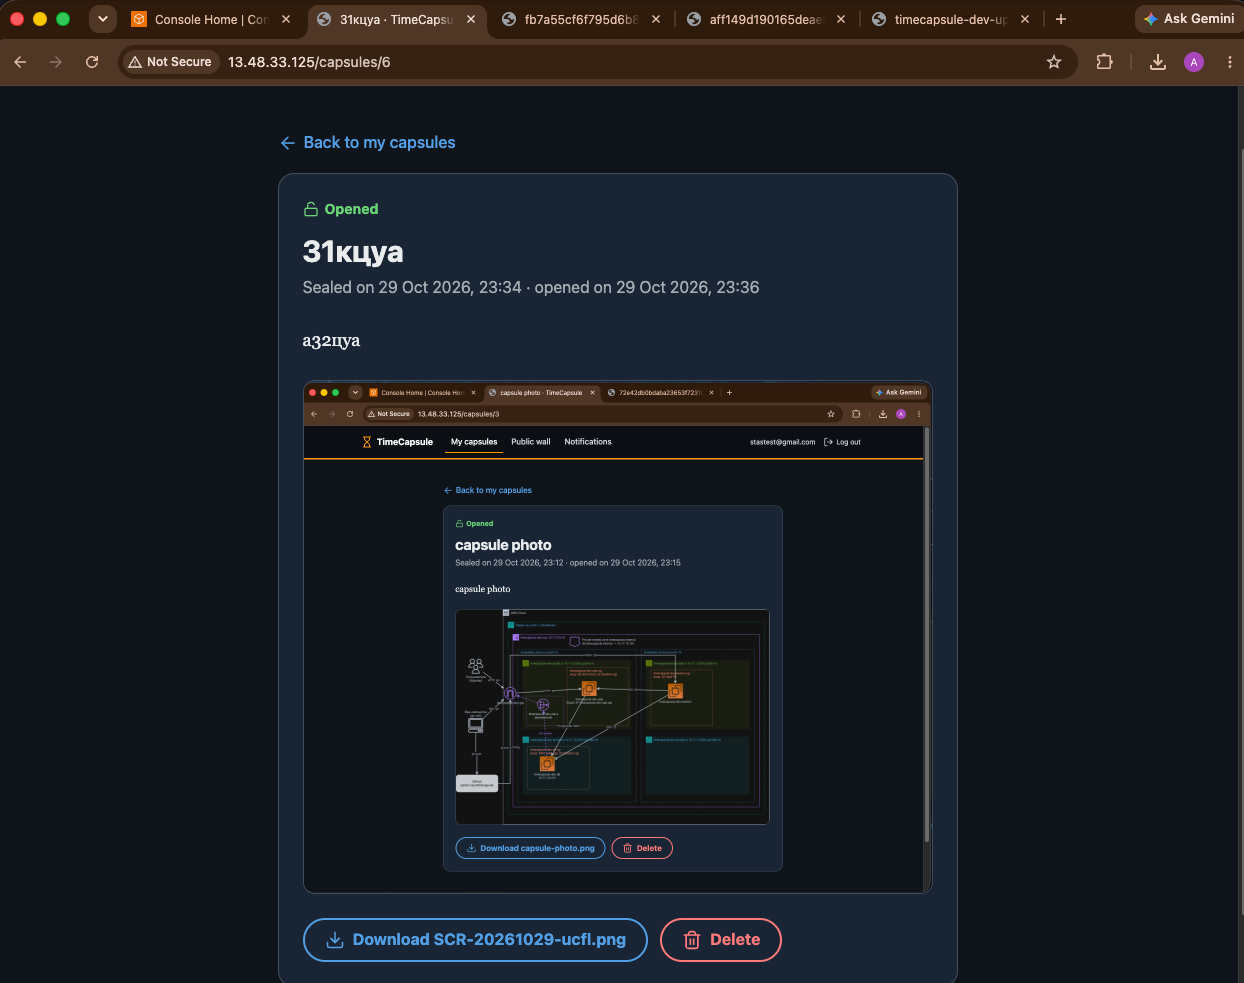 Console Home | Con
31кцуа · TimeCapsu
fb7a55cf6f795d6b8
aff149d190165deae
timecapsule-dev-up
Ask Gemini
Not Secure
13.48.33.125/capsules/6
A
Back to my capsules
Opened
31кцуа
Sealed on 29 Oct 2026, 23:34 · opened on 29 Oct 2026, 23:36
а32цуа
Console Home | Console Hom
capsule photo · TimeCapsule
72e42db0bdaba23653f7231
Ask Gemini
Not Secure
13.48.33.125/capsules/3
A
TimeCapsule
My capsules
Public wall
Notifications
stastest@gmail.com
Log out
Back to my capsules
Opened
capsule photo
Sealed on 29 Oct 2026, 23:12 · opened on 29 Oct 2026, 23:15
capsule photo
Download capsule-photo.png
Delete
Download SCR-20261029-ucfl.png
Delete